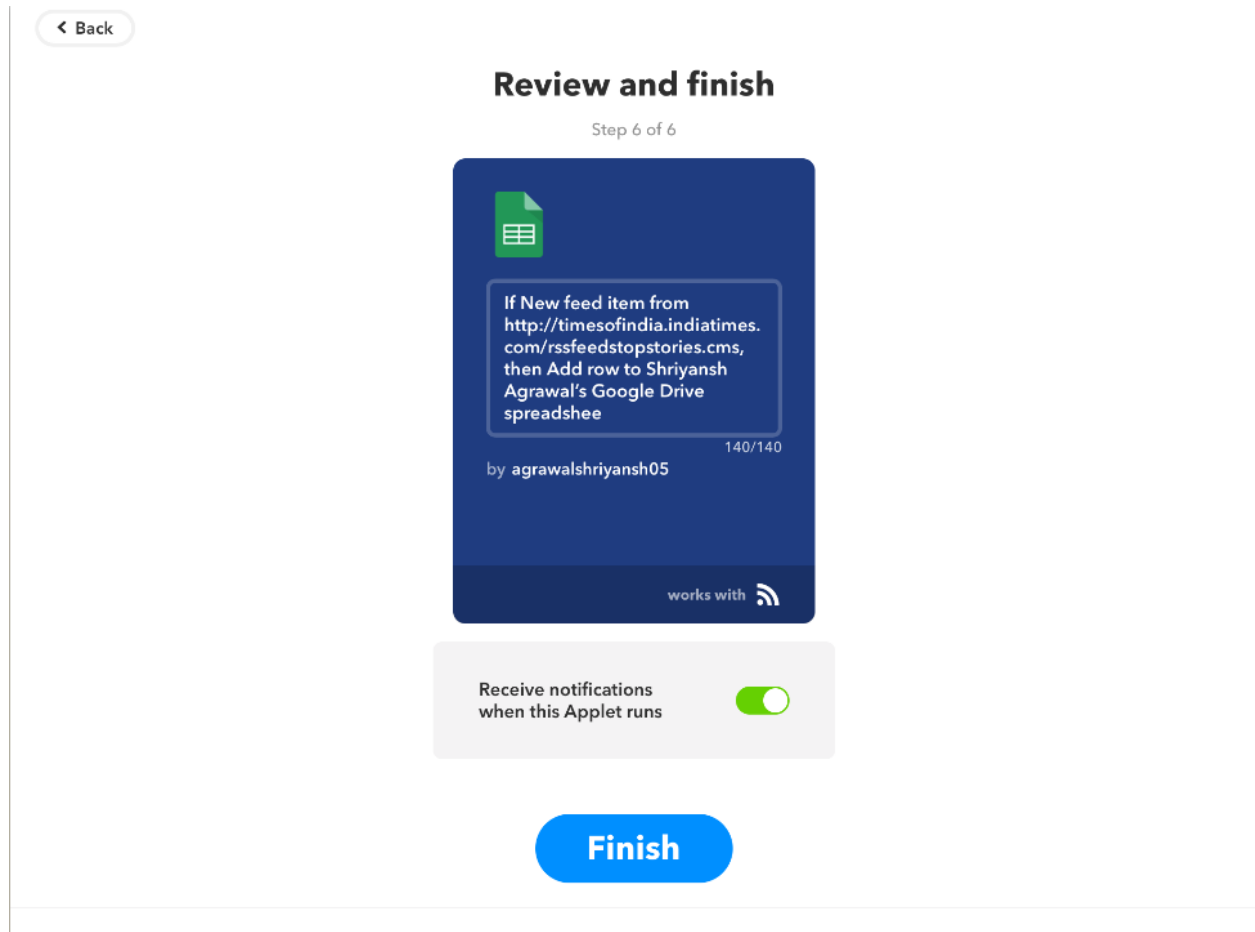 Back
Review and finish
Step 6 of 6
If New feed item from
http://timesofindia.indiatimes.
com/rssfeedstopstories.cms,
then Add row to Shriyansh
Agrawal’s Google Drive
spreadshee
140/140
by agrawalshriyansh05
works with
Receive notifications
when this Applet runs
Finish